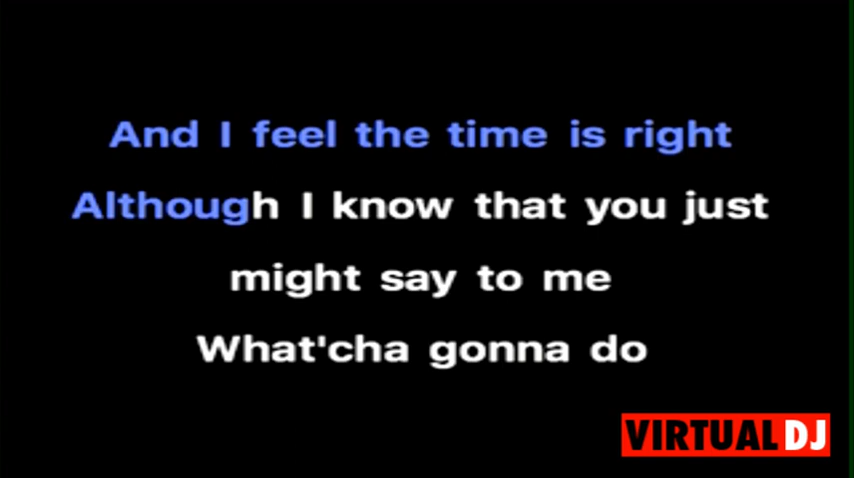 And I feel the time is right
Although I know that you just
might say to me
What'cha gonna do
VIRTUAL DJ